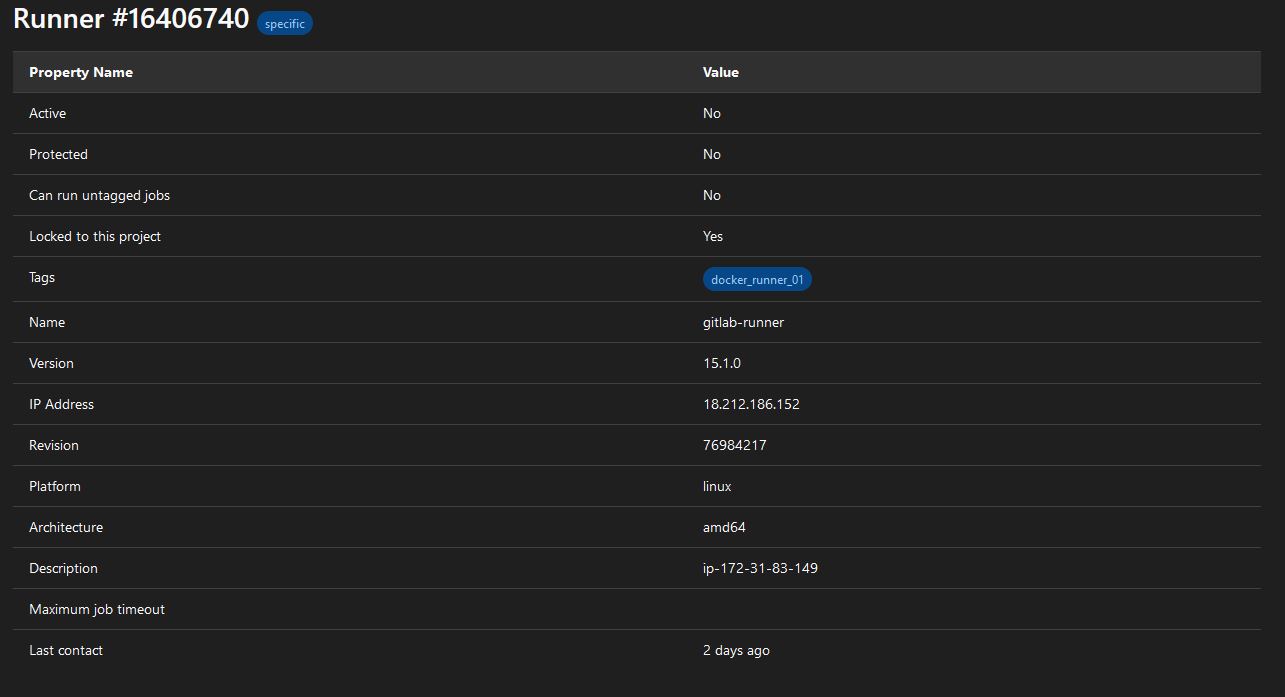 Runner #16406740 specific
Property Name Value
Active No
Protected No
Can run untagged jobs No
Locked to this project Yes
Tags docker_runner_01
Name gitlab-runner
Version 15.1.0
IP Address 18.212.186.152
Revision 76984217
Platform linux
Architecture amd64
Description ip-172-31-83-149
Maximum job timeout
Last contact 2 days ago